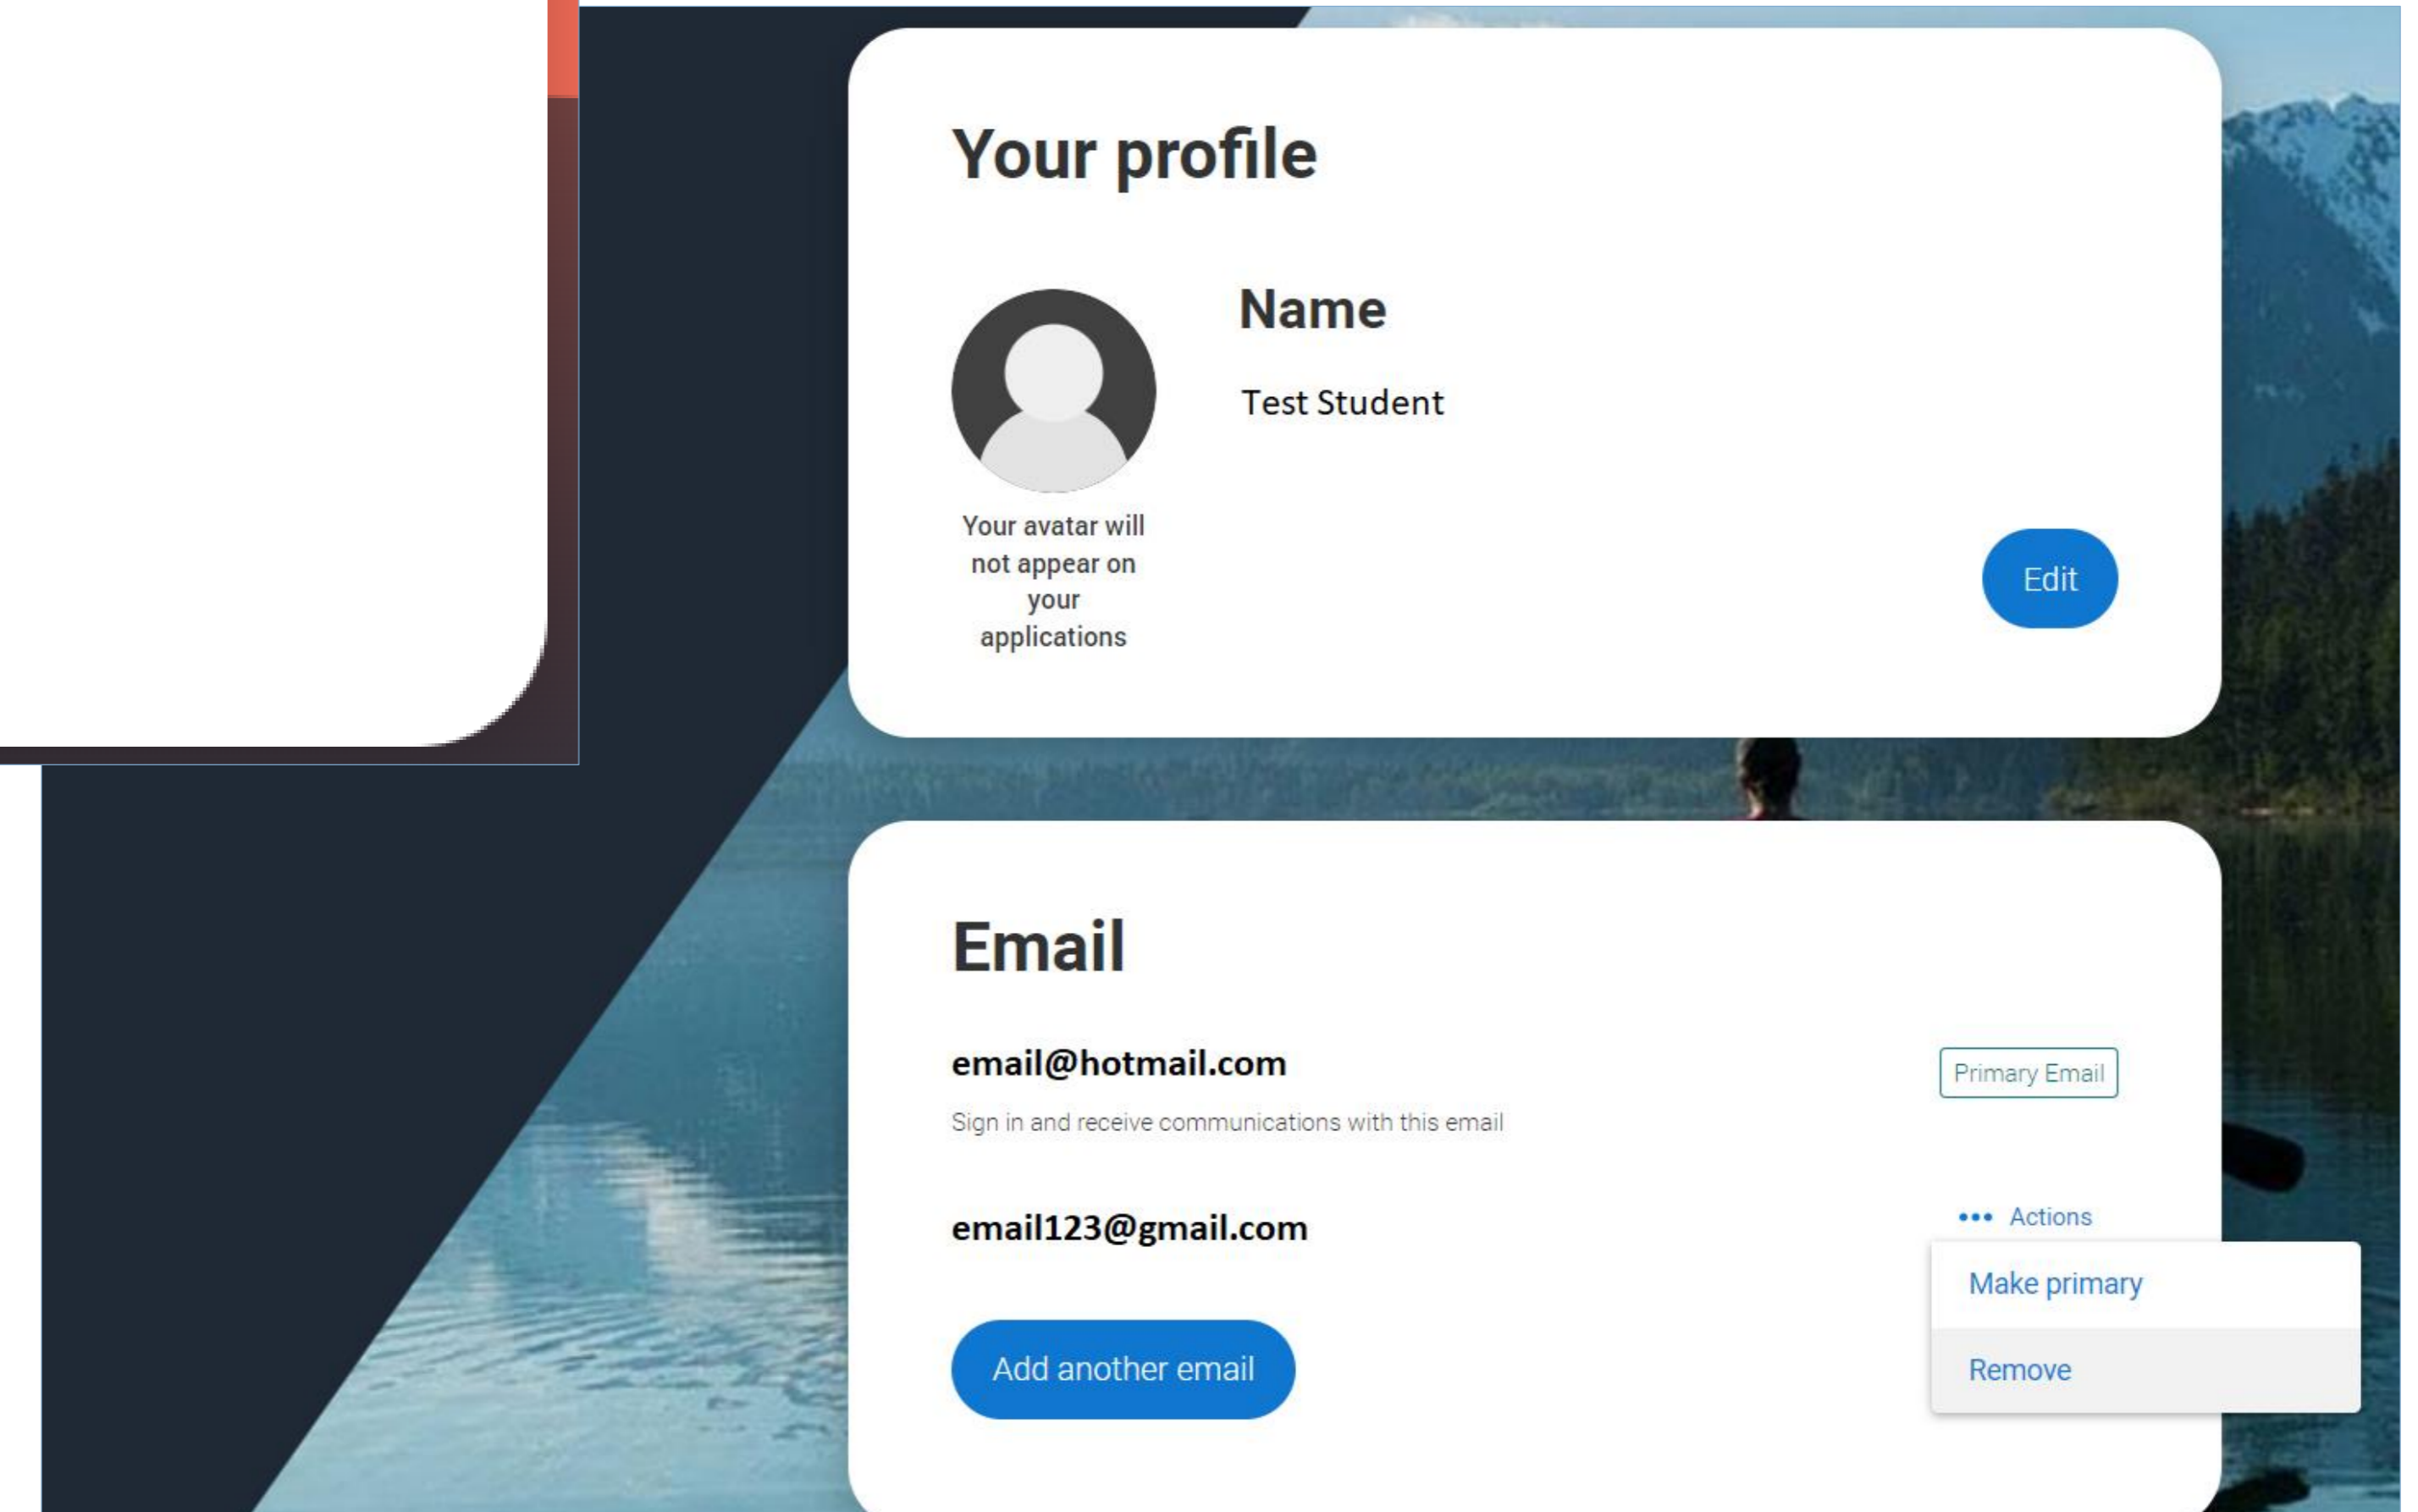 Your profile
Name
Test Student
Your avatar will
not appear on
your
applications
Edit
Email
email@hotmail.com
Primary Email
Sign in and receive communications with this email
email123@gmail.com
••• Actions
Make primary
Remove
Add another email